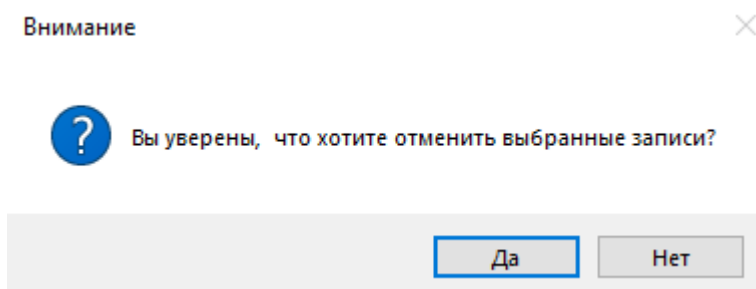 Внимание
Вы уверены,  что хотите отменить выбранные записи?
Да
Нет